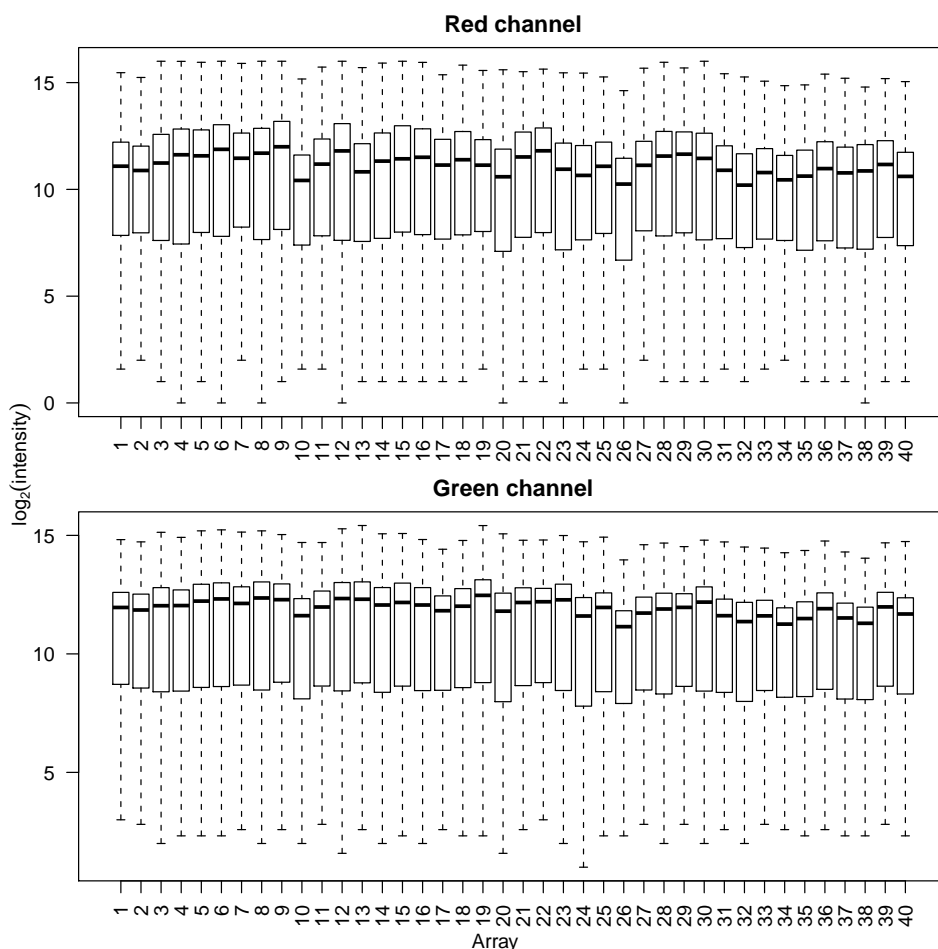 Red channel
15
10
5
0
1 2 3 4 5 6 7 8 9 10 11 12 13 14 15 16 17 18 19 20 21 22 23 24 25 26 27 28 29 30 31 32 33 34 35 36 37 38 39 40
log₂(intensity)
Green channel
15
10
5
1 2 3 4 5 6 7 8 9 10 11 12 13 14 15 16 17 18 19 20 21 22 23 24 25 26 27 28 29 30 31 32 33 34 35 36 37 38 39 40
Array